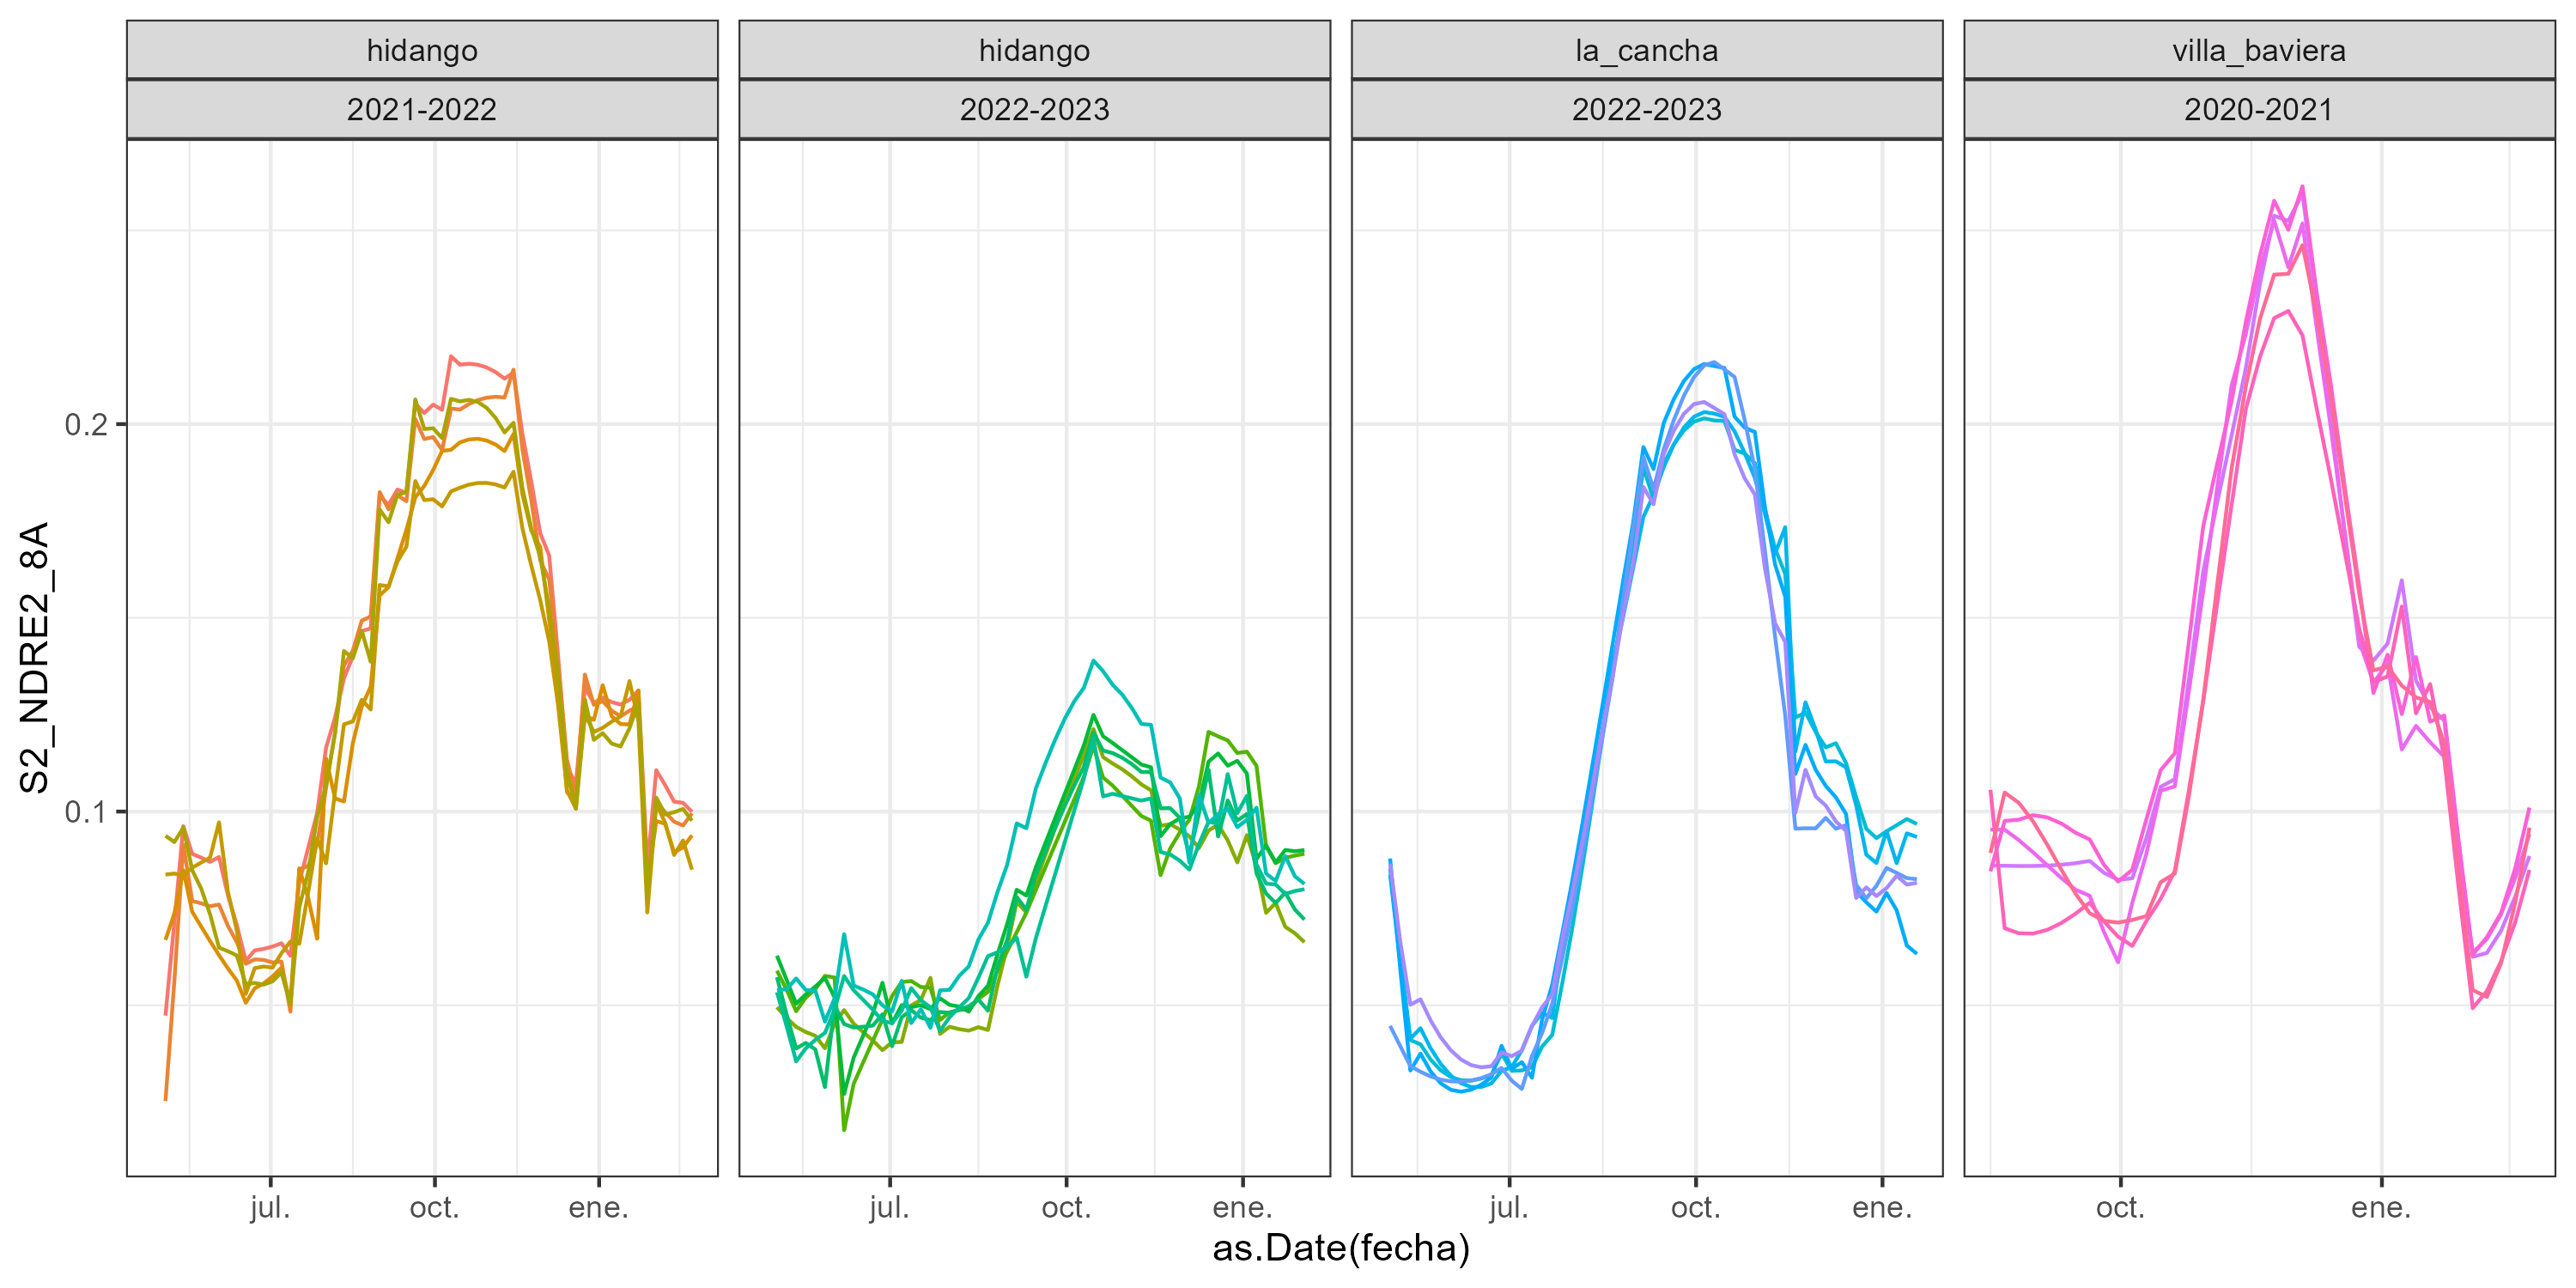 hidango
hidango
la_cancha
villa_baviera
2021-2022
2022-2023
2022-2023
2020-2021
S2_NDRE2_8A
0.2
0.1
jul.
oct.
ene.
jul.
oct.
ene.
jul.
oct.
ene.
oct.
ene.
as.Date(fecha)